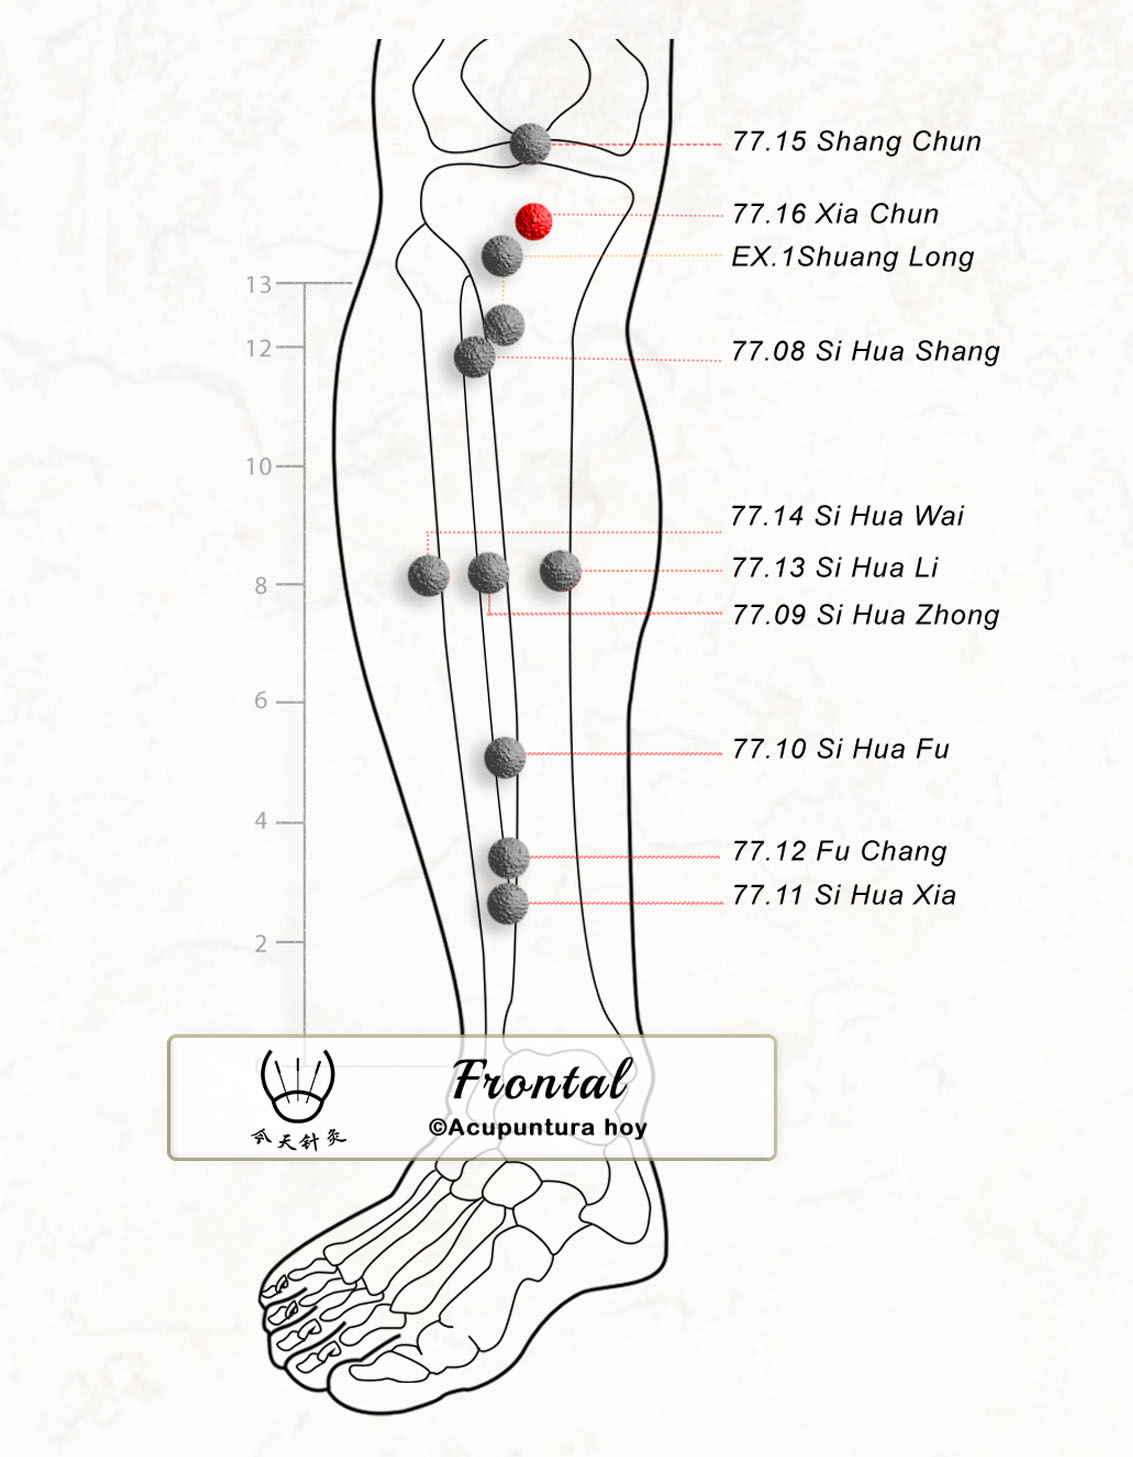 77.15 Shang Chun
77.16 Xia Chun
EX.1Shuang Long
13
12
77.08 Si Hua Shang
10
77.14 Si Hua Wai
8
77.13 Si Hua Li
77.09 Si Hua Zhong
6
77.10 Si Hua Fu
4
77.12 Fu Chang
77.11 Si Hua Xia
2
Frontal
©Acupuntura hoy
天针灸